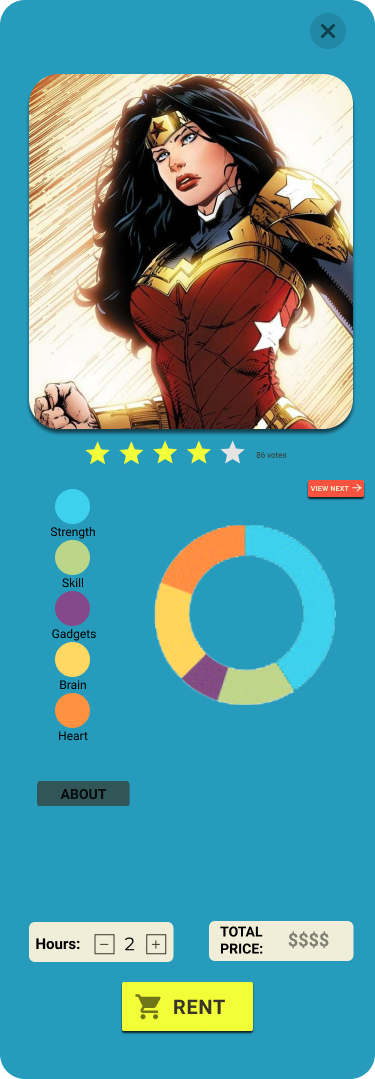 86 votes
VIEW NEXT
Strength
Skill
Gadgets
Brain
Heart
ABOUT
Hours: 2
TOTAL
PRICE: $$$$
RENT